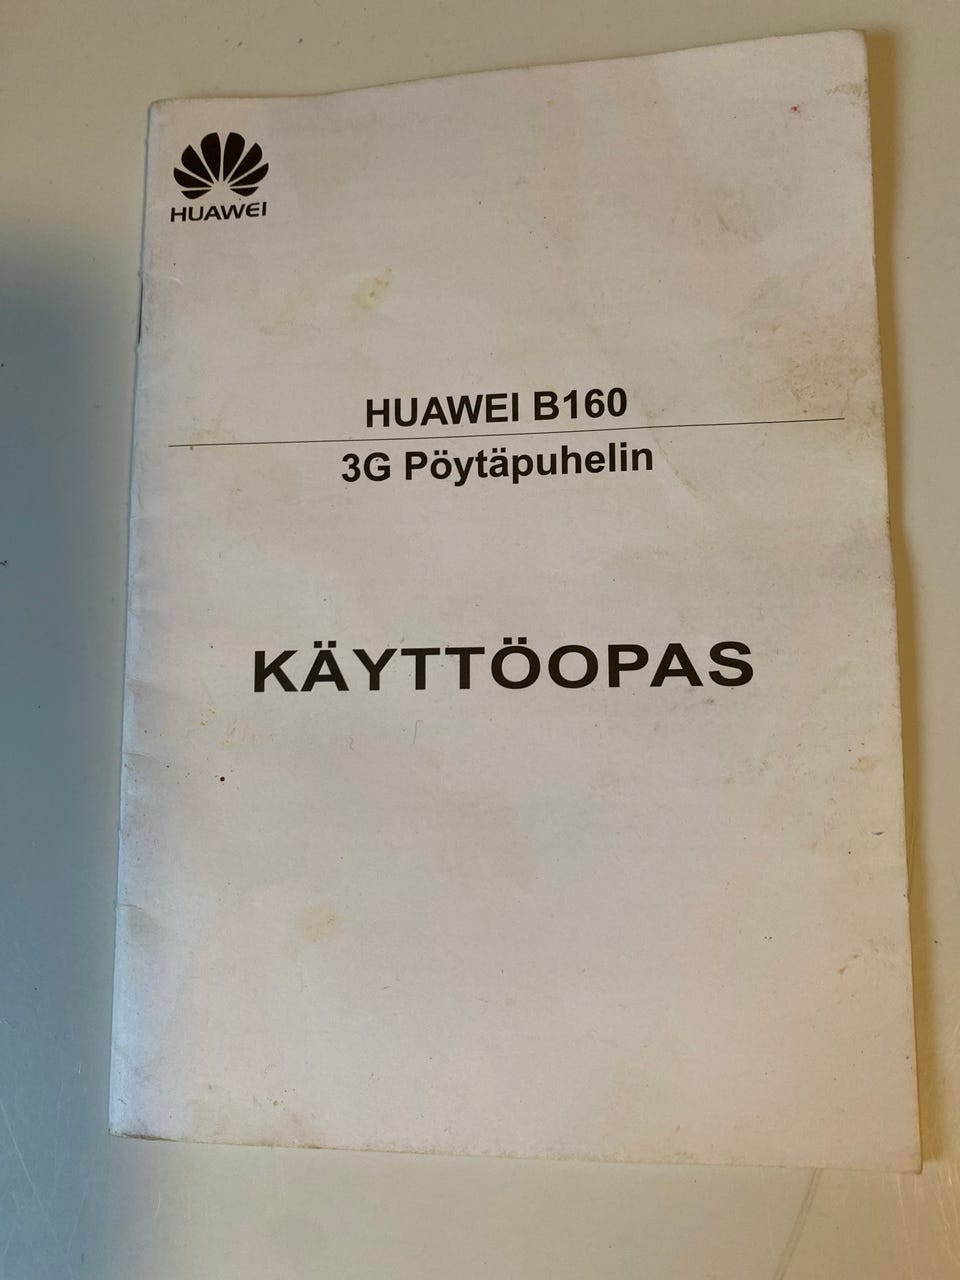 HUAWEI
HUAWEI B160
3G Pöytäpuhelin
KÄYTTÖOPAS